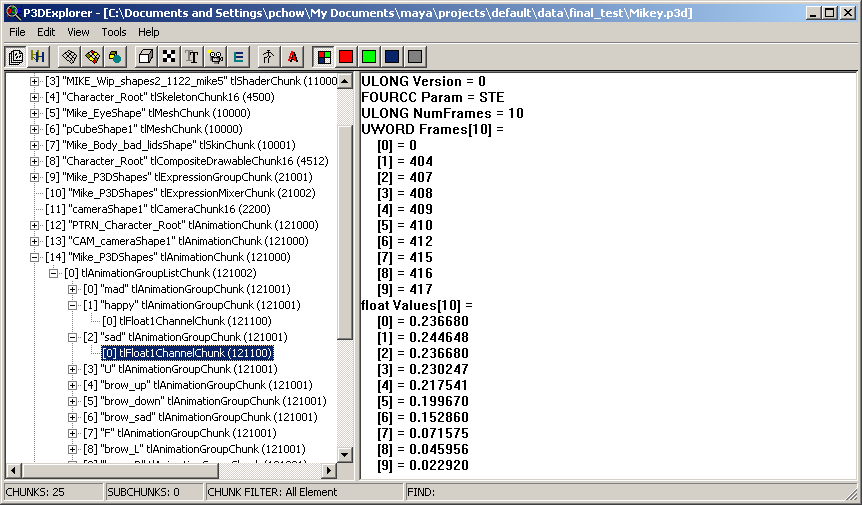 P3DExplorer - [C:\Documents and Settings\pchow\My Documents\maya\projects\default\data\final_test\Mikey.p3d]
File Edit View Tools Help
[3] "MIKE_Wip_shapes2_1122_mike5" tlShaderChunk (11000
[4] "Character_Root" tlSkeletonChunk16 (4500)
[5] "Mike_EyeShape" tlMeshChunk (10000)
[6] "pCubeShape1" tlMeshChunk (10000)
[7] "Mike_Body_bad_lidsShape" tlSkinChunk (10001)
[8] "Character_Root" tlCompositeDrawableChunk16 (4512)
[9] "Mike_P3DShapes" tlExpressionGroupChunk (21001)
[10] "Mike_P3DShapes" tlExpressionMixerChunk (21002)
[11] "cameraShape1" tlCameraChunk16 (2200)
[12] "PTRN_Character_Root" tlAnimationChunk (121000)
[13] "CAM_cameraShape1" tlAnimationChunk (121000)
[14] "Mike_P3DShapes" tlAnimationChunk (121000)
[0] tlAnimationGroupListChunk (121002)
[0] "mad" tlAnimationGroupChunk (121001)
[1] "happy" tlAnimationGroupChunk (121001)
[0] tlFloat1ChannelChunk (121100)
[2] "sad" tlAnimationGroupChunk (121001)
[0] tlFloat1ChannelChunk (121100)
[3] "U" tlAnimationGroupChunk (121001)
[4] "brow_up" tlAnimationGroupChunk (121001)
[5] "brow_down" tlAnimationGroupChunk (121001)
[6] "brow_sad" tlAnimationGroupChunk (121001)
[7] "F" tlAnimationGroupChunk (121001)
[8] "brow_L" tlAnimationGroupChunk (121001)
ULONG Version = 0
FOURCC Param = STE
ULONG NumFrames = 10
UWORD Frames[10] =
[0] = 0
[1] = 404
[2] = 407
[3] = 408
[4] = 409
[5] = 410
[6] = 412
[7] = 415
[8] = 416
[9] = 417
float Values[10] =
[0] = 0.236680
[1] = 0.244648
[2] = 0.236680
[3] = 0.230247
[4] = 0.217541
[5] = 0.199670
[6] = 0.152860
[7] = 0.071575
[8] = 0.045956
[9] = 0.022920
CHUNKS: 25 SUBCHUNKS: 0 CHUNK FILTER: All Element FIND: